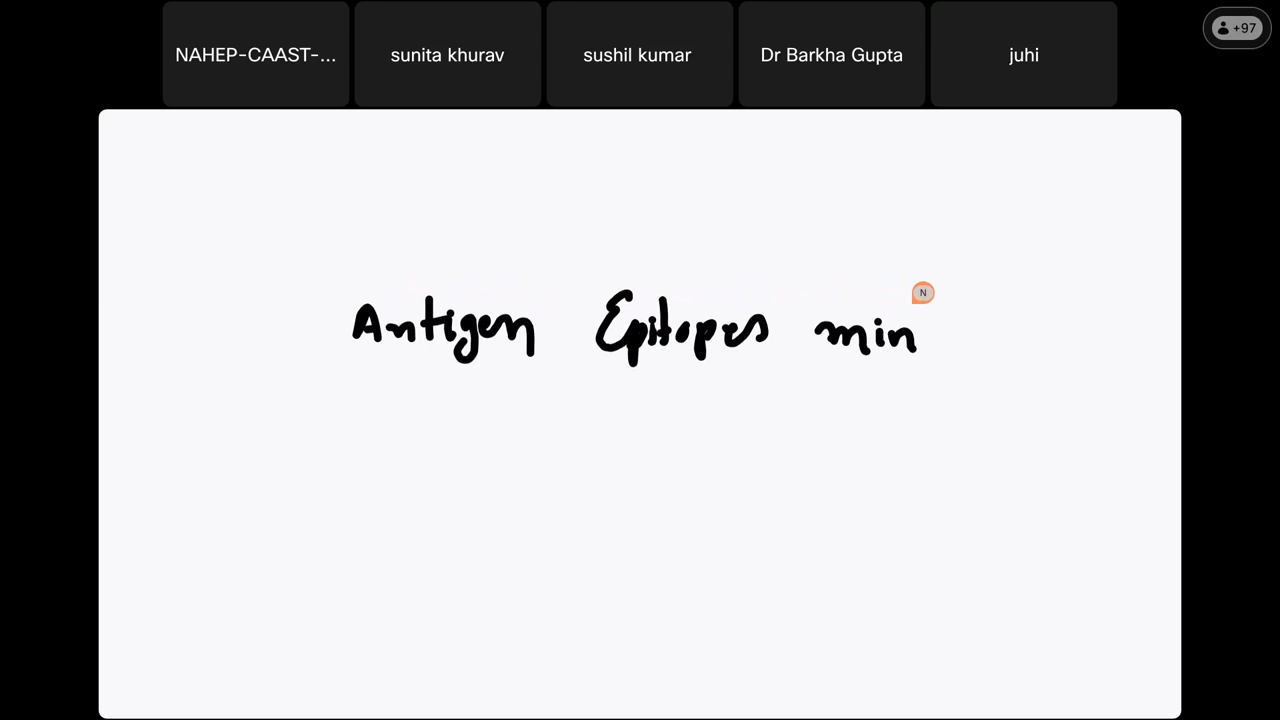 NAHEP-CAAST-...
sunita khurav
sushil kumar
Dr Barkha Gupta
juhi
+97
N
Antigen Epitopes min